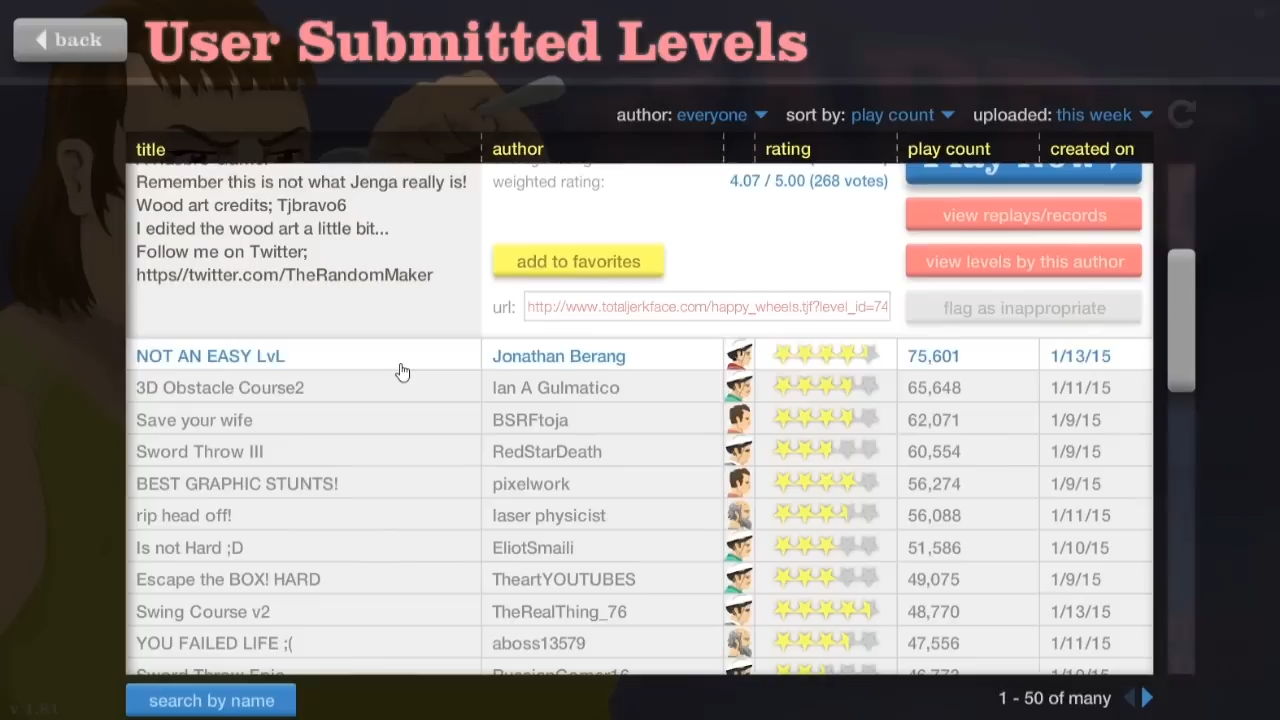 back
User Submitted Levels
author: everyone sort by: play count uploaded: this week
title author rating play count created on
Remember this is not what Jenga really is!
weighted rating: 4.07 / 5.00 (268 votes)
Wood art credits; Tjbravo6
I edited the wood art a little bit...
Follow me on Twitter;
https//twitter.com/TheRandomMaker
Play Now
view replays/records
add to favorites
view levels by this author
url: http://www.totaljerkface.com/happy_wheels.tjf?level_id=74
flag as inappropriate
NOT AN EASY LvL Jonathan Berang 75,601 1/13/15
3D Obstacle Course2 Ian A Gulmatico 65,648 1/11/15
Save your wife BSRFtoja 62,071 1/9/15
Sword Throw III RedStarDeath 60,554 1/9/15
BEST GRAPHIC STUNTS! pixelwork 56,274 1/9/15
rip head off! laser physicist 56,088 1/11/15
Is not Hard ;D EliotSmaili 51,586 1/10/15
Escape the BOX! HARD TheartYOUTUBES 49,075 1/9/15
Swing Course v2 TheRealThing_76 48,770 1/13/15
YOU FAILED LIFE ;( aboss13579 47,556 1/11/15
search by name
1 - 50 of many